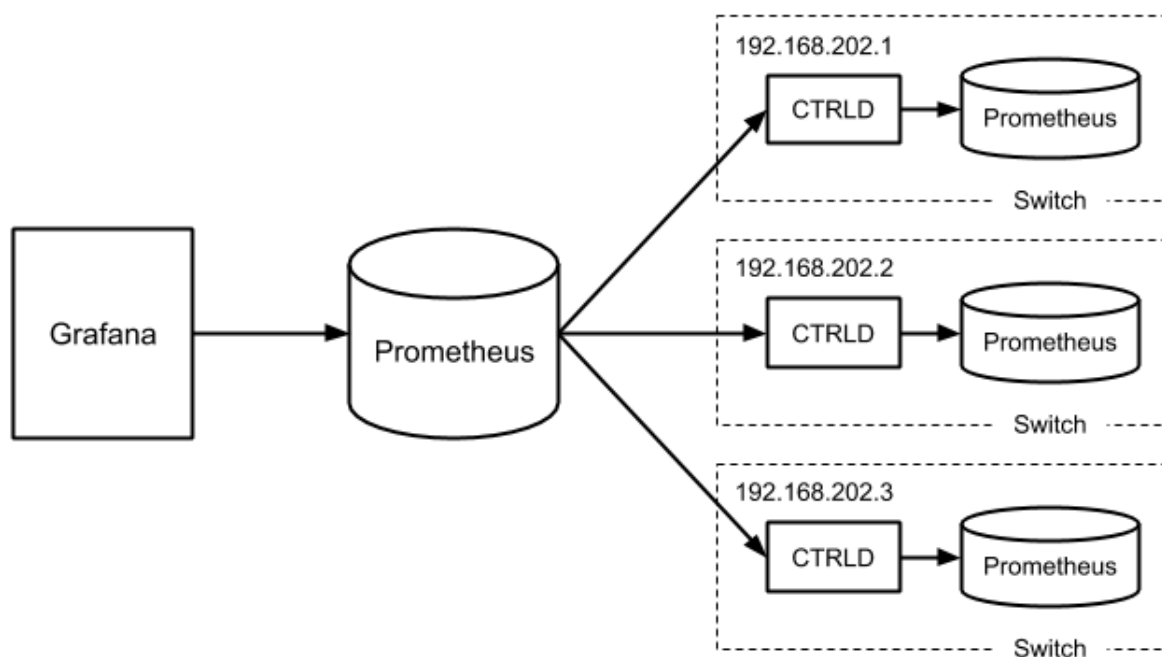 192.168.202.1
CTRLD
Prometheus
Switch
Grafana
Prometheus
192.168.202.2
CTRLD
Prometheus
Switch
192.168.202.3
CTRLD
Prometheus
Switch